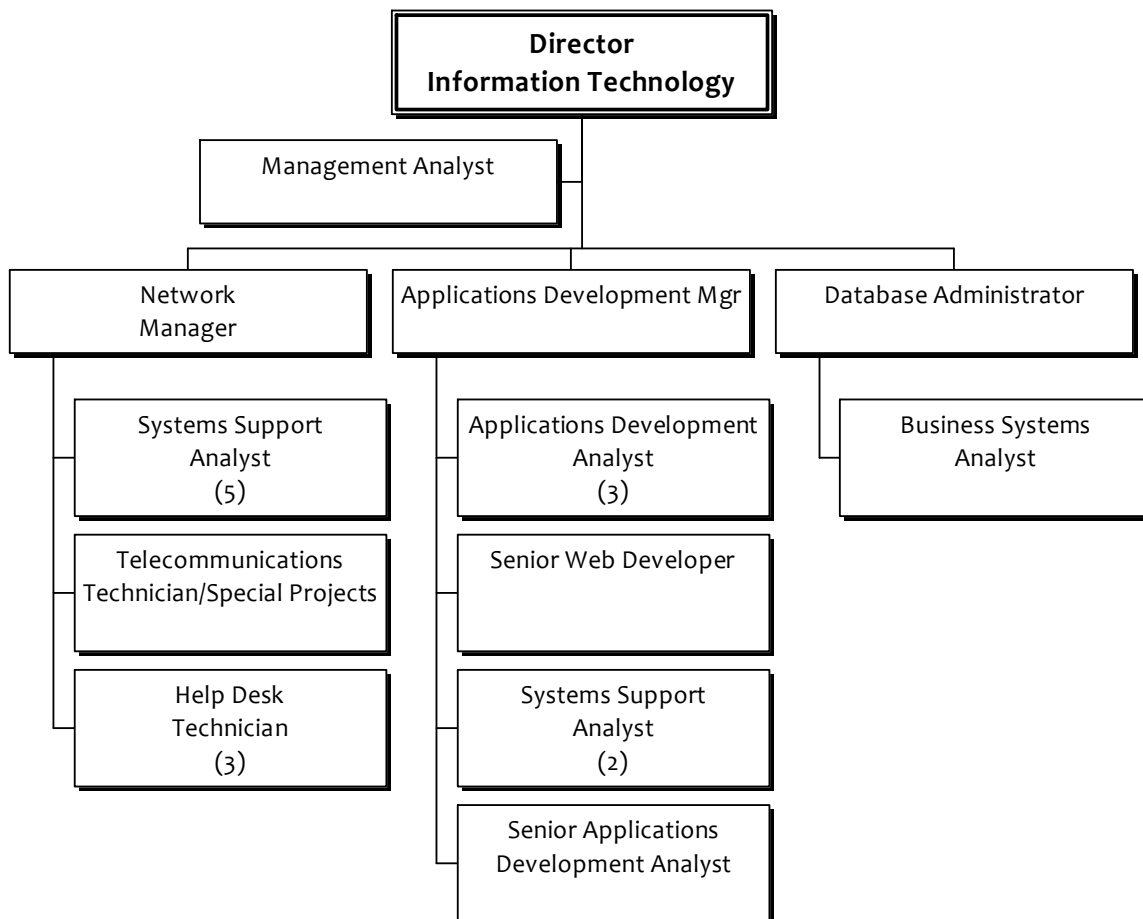 Director
Information Technology
Management Analyst
Network
Manager
Applications Development Mgr
Database Administrator
Systems Support
Analyst
(5)
Telecommunications
Technician/Special Projects
Help Desk
Technician
(3)
Applications Development
Analyst
(3)
Senior Web Developer
Systems Support
Analyst
(2)
Senior Applications
Development Analyst
Business Systems
Analyst